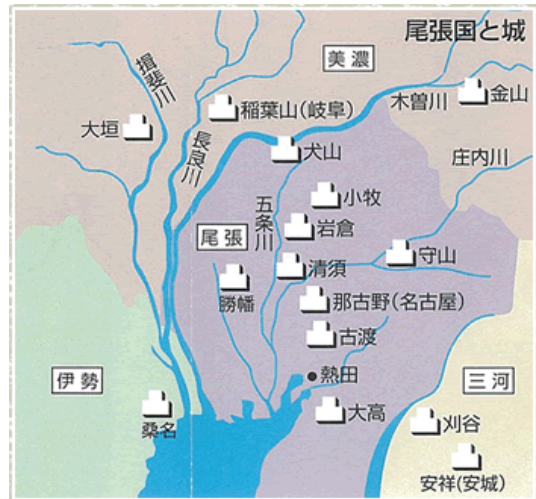 尾張国と城
美濃
揖斐川
大垣
稲葉山(岐阜)
長良川
木曽川
金山
犬山
庄内川
小牧
五条川
岩倉
尾張
清須
守山
勝幡
那古野(名古屋)
古渡
熱田
伊勢
三河
桑名
大高
刈谷
安祥(安城)